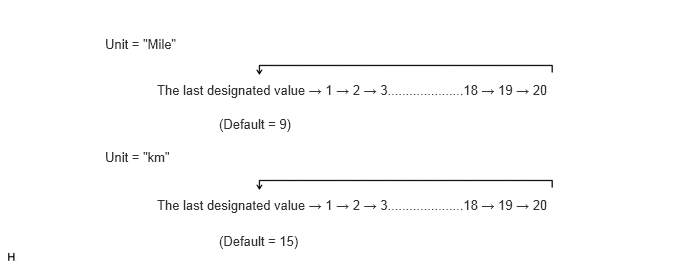 Unit = "Mile"
The last designated value → 1 → 2 → 3.....................18 → 19 → 20
(Default = 9)
Unit = "km"
The last designated value → 1 → 2 → 3.....................18 → 19 → 20
(Default = 15)
H